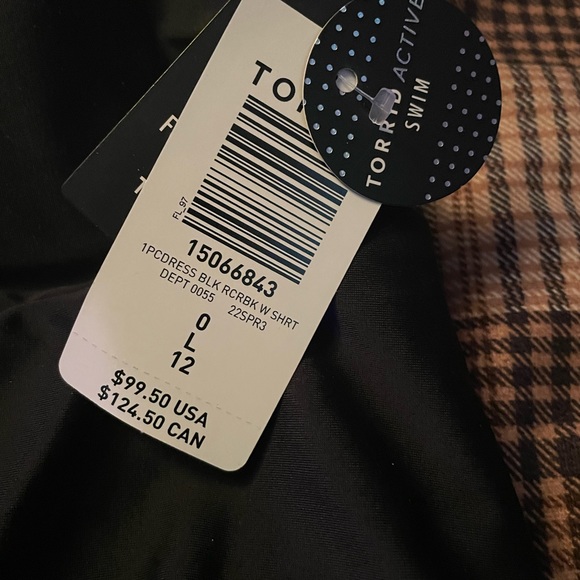 TORRID ACTIVE
SWIM
TOR
FL_97
15066843
1PCDRESS BLK RCRBK W SHRT
DEPT 0055 22SPR3
0
L
12
$99.50 USA
$124.50 CAN